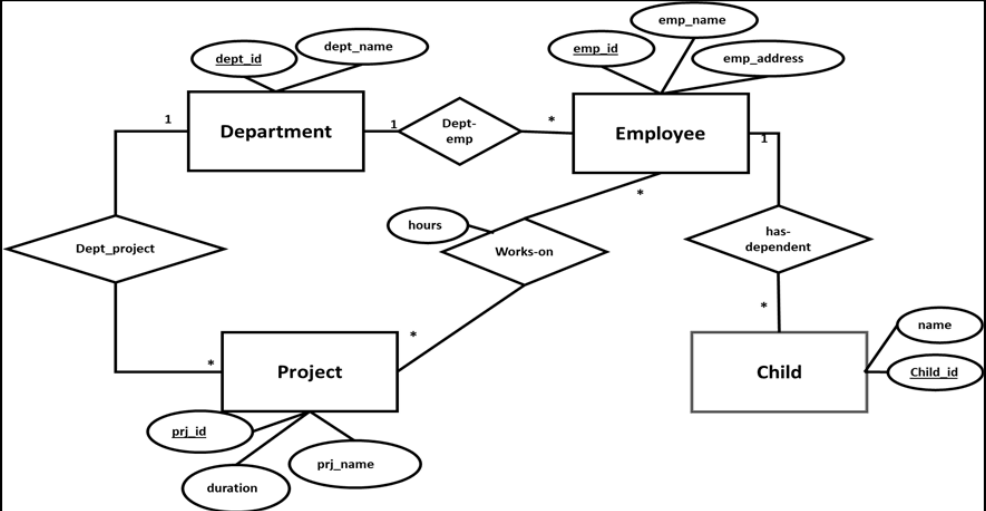 emp_name
dept_id
dept_name
emp_id
emp_address
1
Department
1
Dept-
emp
*
Employee
1
*
hours
Dept_project
Works-on
has-
dependent
*
*
*
name
Project
Child
Child_id
prj_id
prj_name
duration